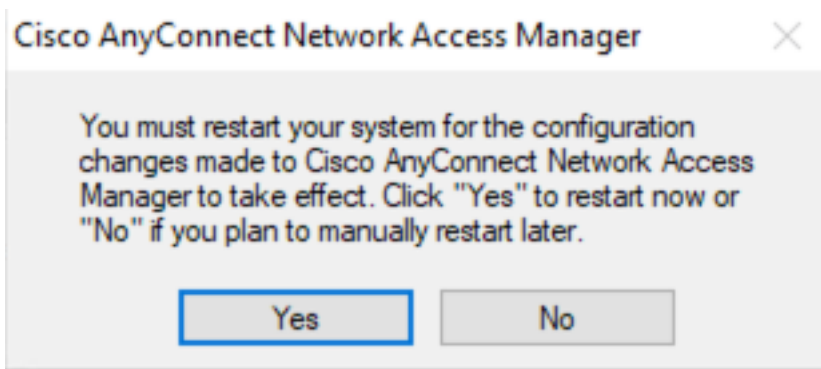 Cisco AnyConnect Network Access Manager
You must restart your system for the configuration
changes made to Cisco AnyConnect Network Access
Manager to take effect. Click "Yes" to restart now or
"No" if you plan to manually restart later.
Yes
No